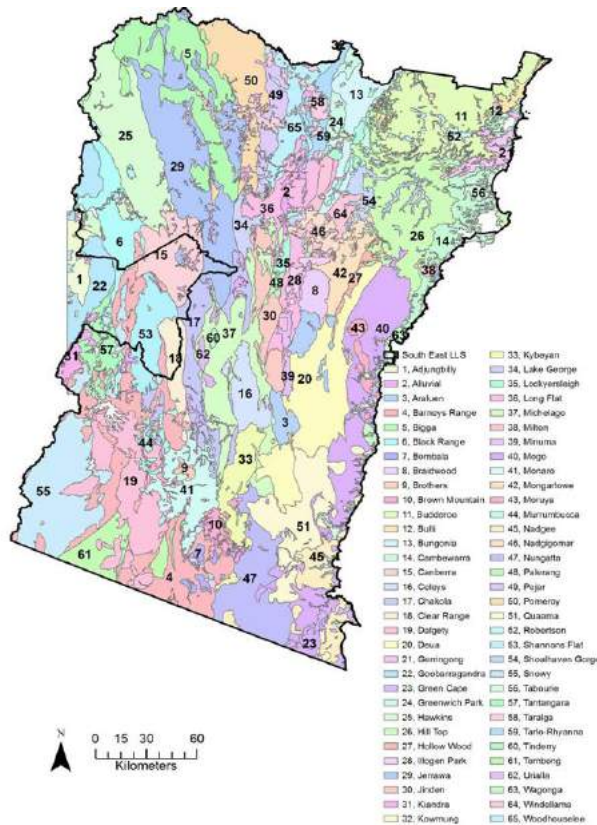 32
5
50
49
58
13
65
24
59
11
12
52
25
29
21
2
56
54
36
64
34
46
26
14
6
15
35
38
1
22
48
28
42
27
8
17
30
43
40
53
37
63
31
57
60
62
18
39
20
16
3
44
33
9
55
19
41
51
10
7
45
61
4
47
23
South East LLS
1, Adjungbilly
2, Alluvial
3, Araluen
4, Barneys Range
5, Bigga
6, Black Range
7, Bombala
8, Braidwood
9, Brothers
10, Brown Mountain
11, Budderoo
12, Bulli
13, Bungonia
14, Cambewarra
15, Canberra
16, Celeys
17, Chakola
18, Clear Range
19, Dalgety
20, Deua
21, Gerringong
22, Goobarragandra
23, Green Cape
24, Greenwich Park
25, Hawkins
26, Hill Top
27, Hollow Wood
28, Illogen Park
29, Jerrawa
30, Jinden
31, Kiandra
32, Kowmung
33, Kybeyan
34, Lake George
35, Lockyersleigh
36, Long Flat
37, Michelago
38, Milton
39, Minuma
40, Mogo
41, Monaro
42, Mongarlowe
43, Moruya
44, Murrumbucca
45, Nadgee
46, Nadgigomar
47, Nungatta
48, Palerang
49, Pejar
50, Pomeroy
51, Quaama
52, Robertson
53, Shannons Flat
54, Shoalhaven Gorge
55, Snowy
56, Tabourie
57, Tantangara
58, Taralga
59, Tarlo-Rhyanna
60, Tinderry
61, Tombong
62, Urialla
63, Wagonga
64, Windellama
65, Woodhouselee
N
0 15 30 60
Kilometers